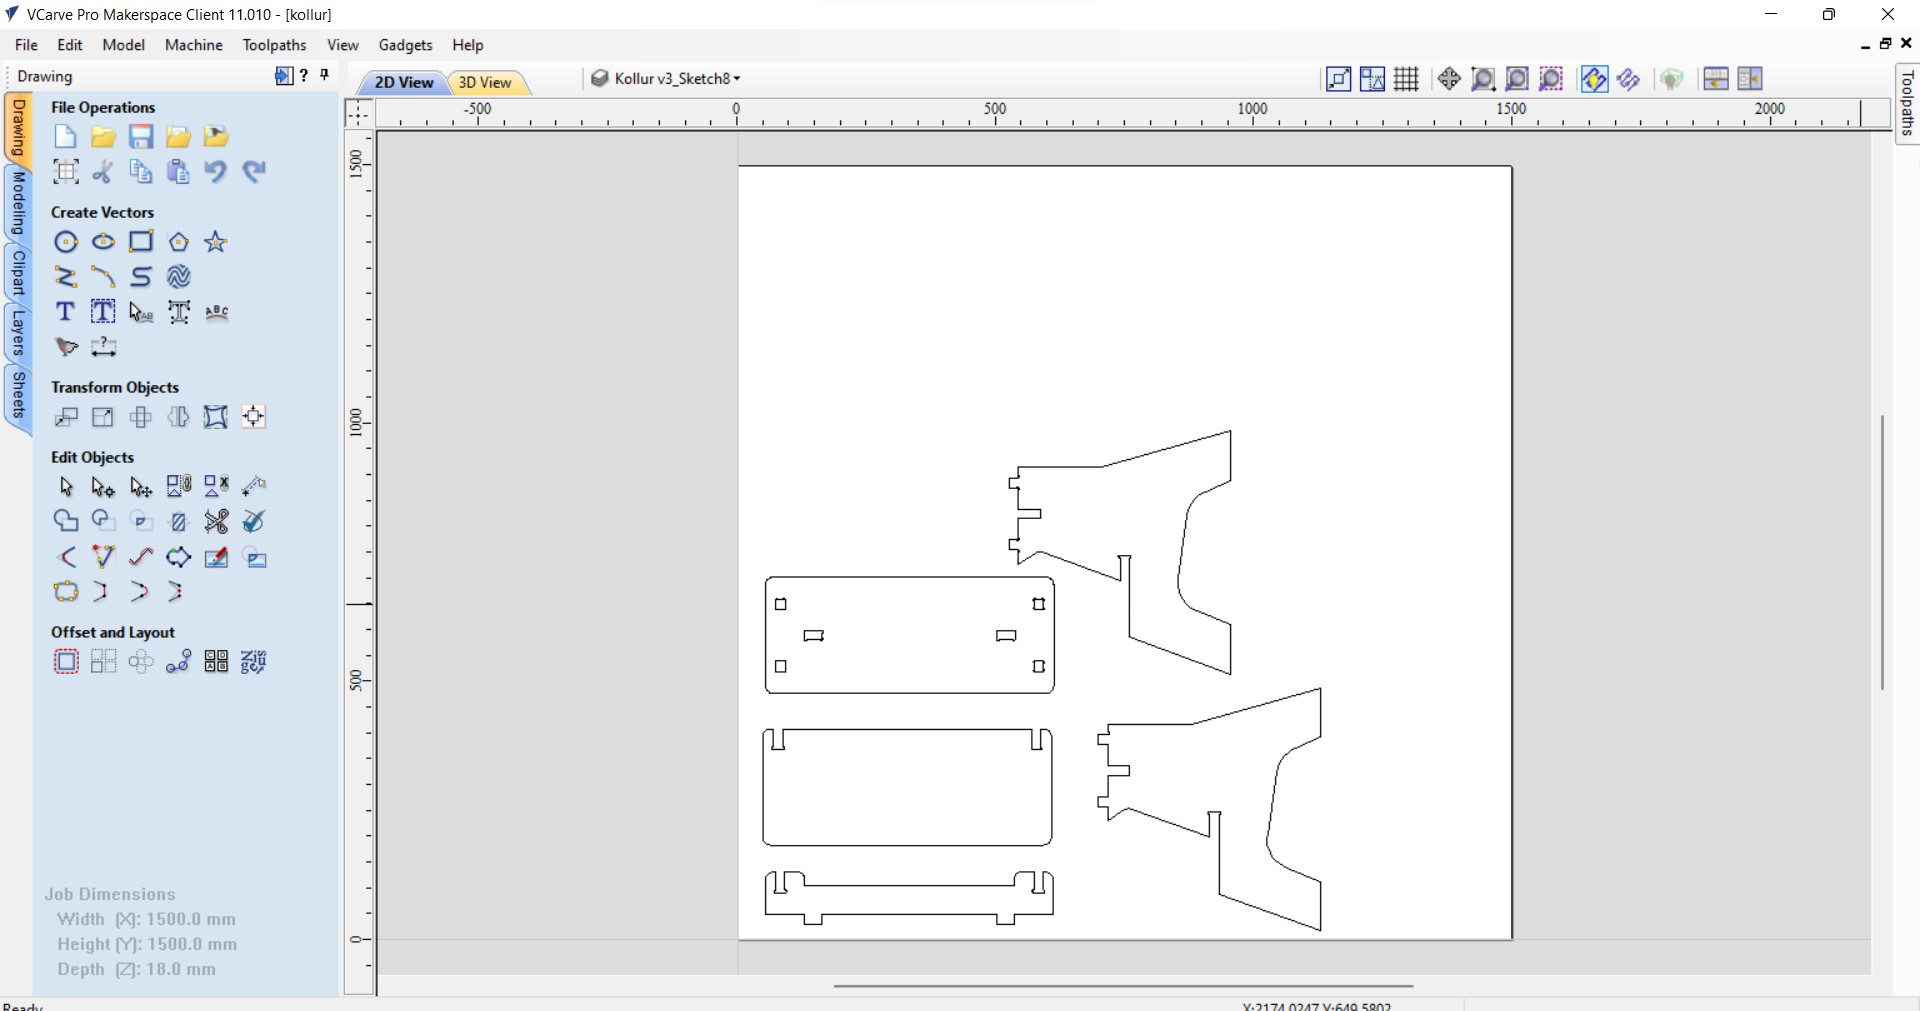 VCarve Pro Makerspace Client 11.010 - [kollur]
File Edit Model Machine Toolpaths View Gadgets Help
Drawing
2D View
3D View
Kollur v3_Sketch8
Toolpaths
Drawing
Modeling
Clipart
Layers
Sheets
File Operations
Create Vectors
Transform Objects
Edit Objects
Offset and Layout
Job Dimensions
Width (X): 1500.0 mm
Height (Y): 1500.0 mm
Depth (Z): 18.0 mm
-500 0 500 1000 1500 2000
1500
1000
500
0
Ready
X:2174.0247 Y:649.5802